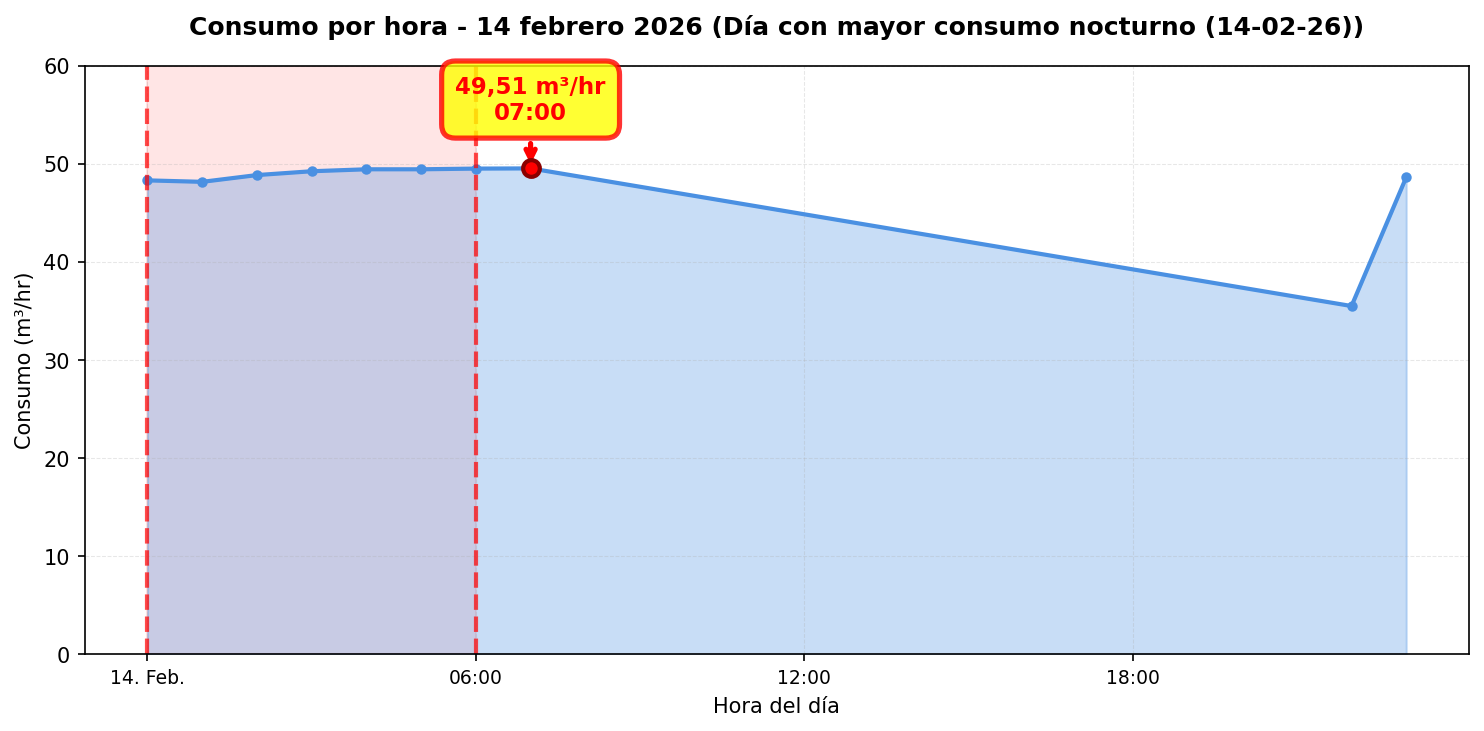 Consumo por hora - 14 febrero 2026 (Día con mayor consumo nocturno (14-02-26))
49,51 m³/hr
07:00
Consumo (m³/hr)
60
50
40
30
20
10
0
14. Feb.
06:00
12:00
18:00
Hora del día